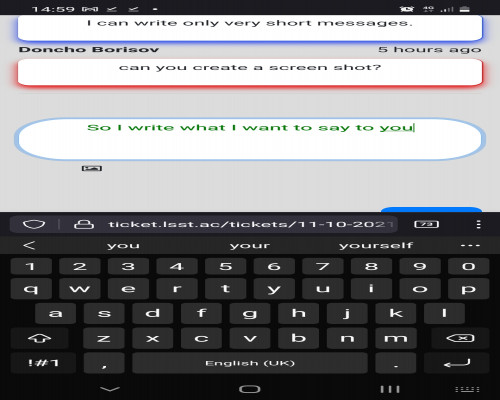 14:59
I can write only very short messages.
Doncho Borisov 5 hours ago
can you create a screen shot?
So I write what I want to say to you
ticket.lsst.ac/tickets/11-10-2021 73
you your yourself
1 2 3 4 5 6 7 8 9 0
q w e r t y u i o p
a s d f g h j k l
z x c v b n m
!#1 , English (UK) .